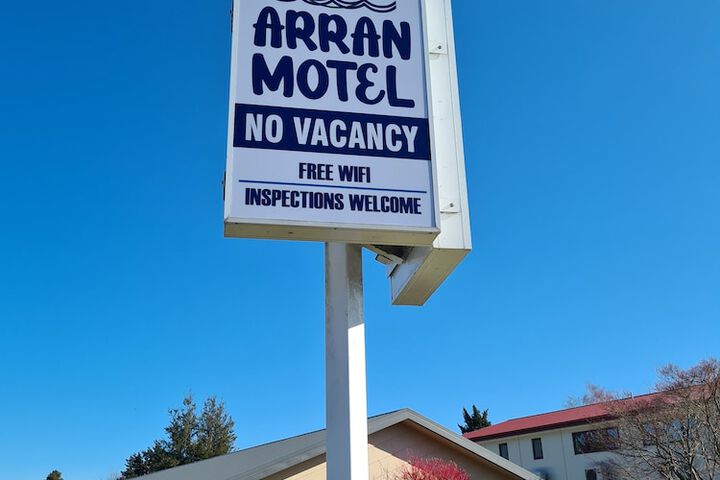 ARRAN
MOTEL
NO VACANCY
FREE WIFI
INSPECTIONS WELCOME